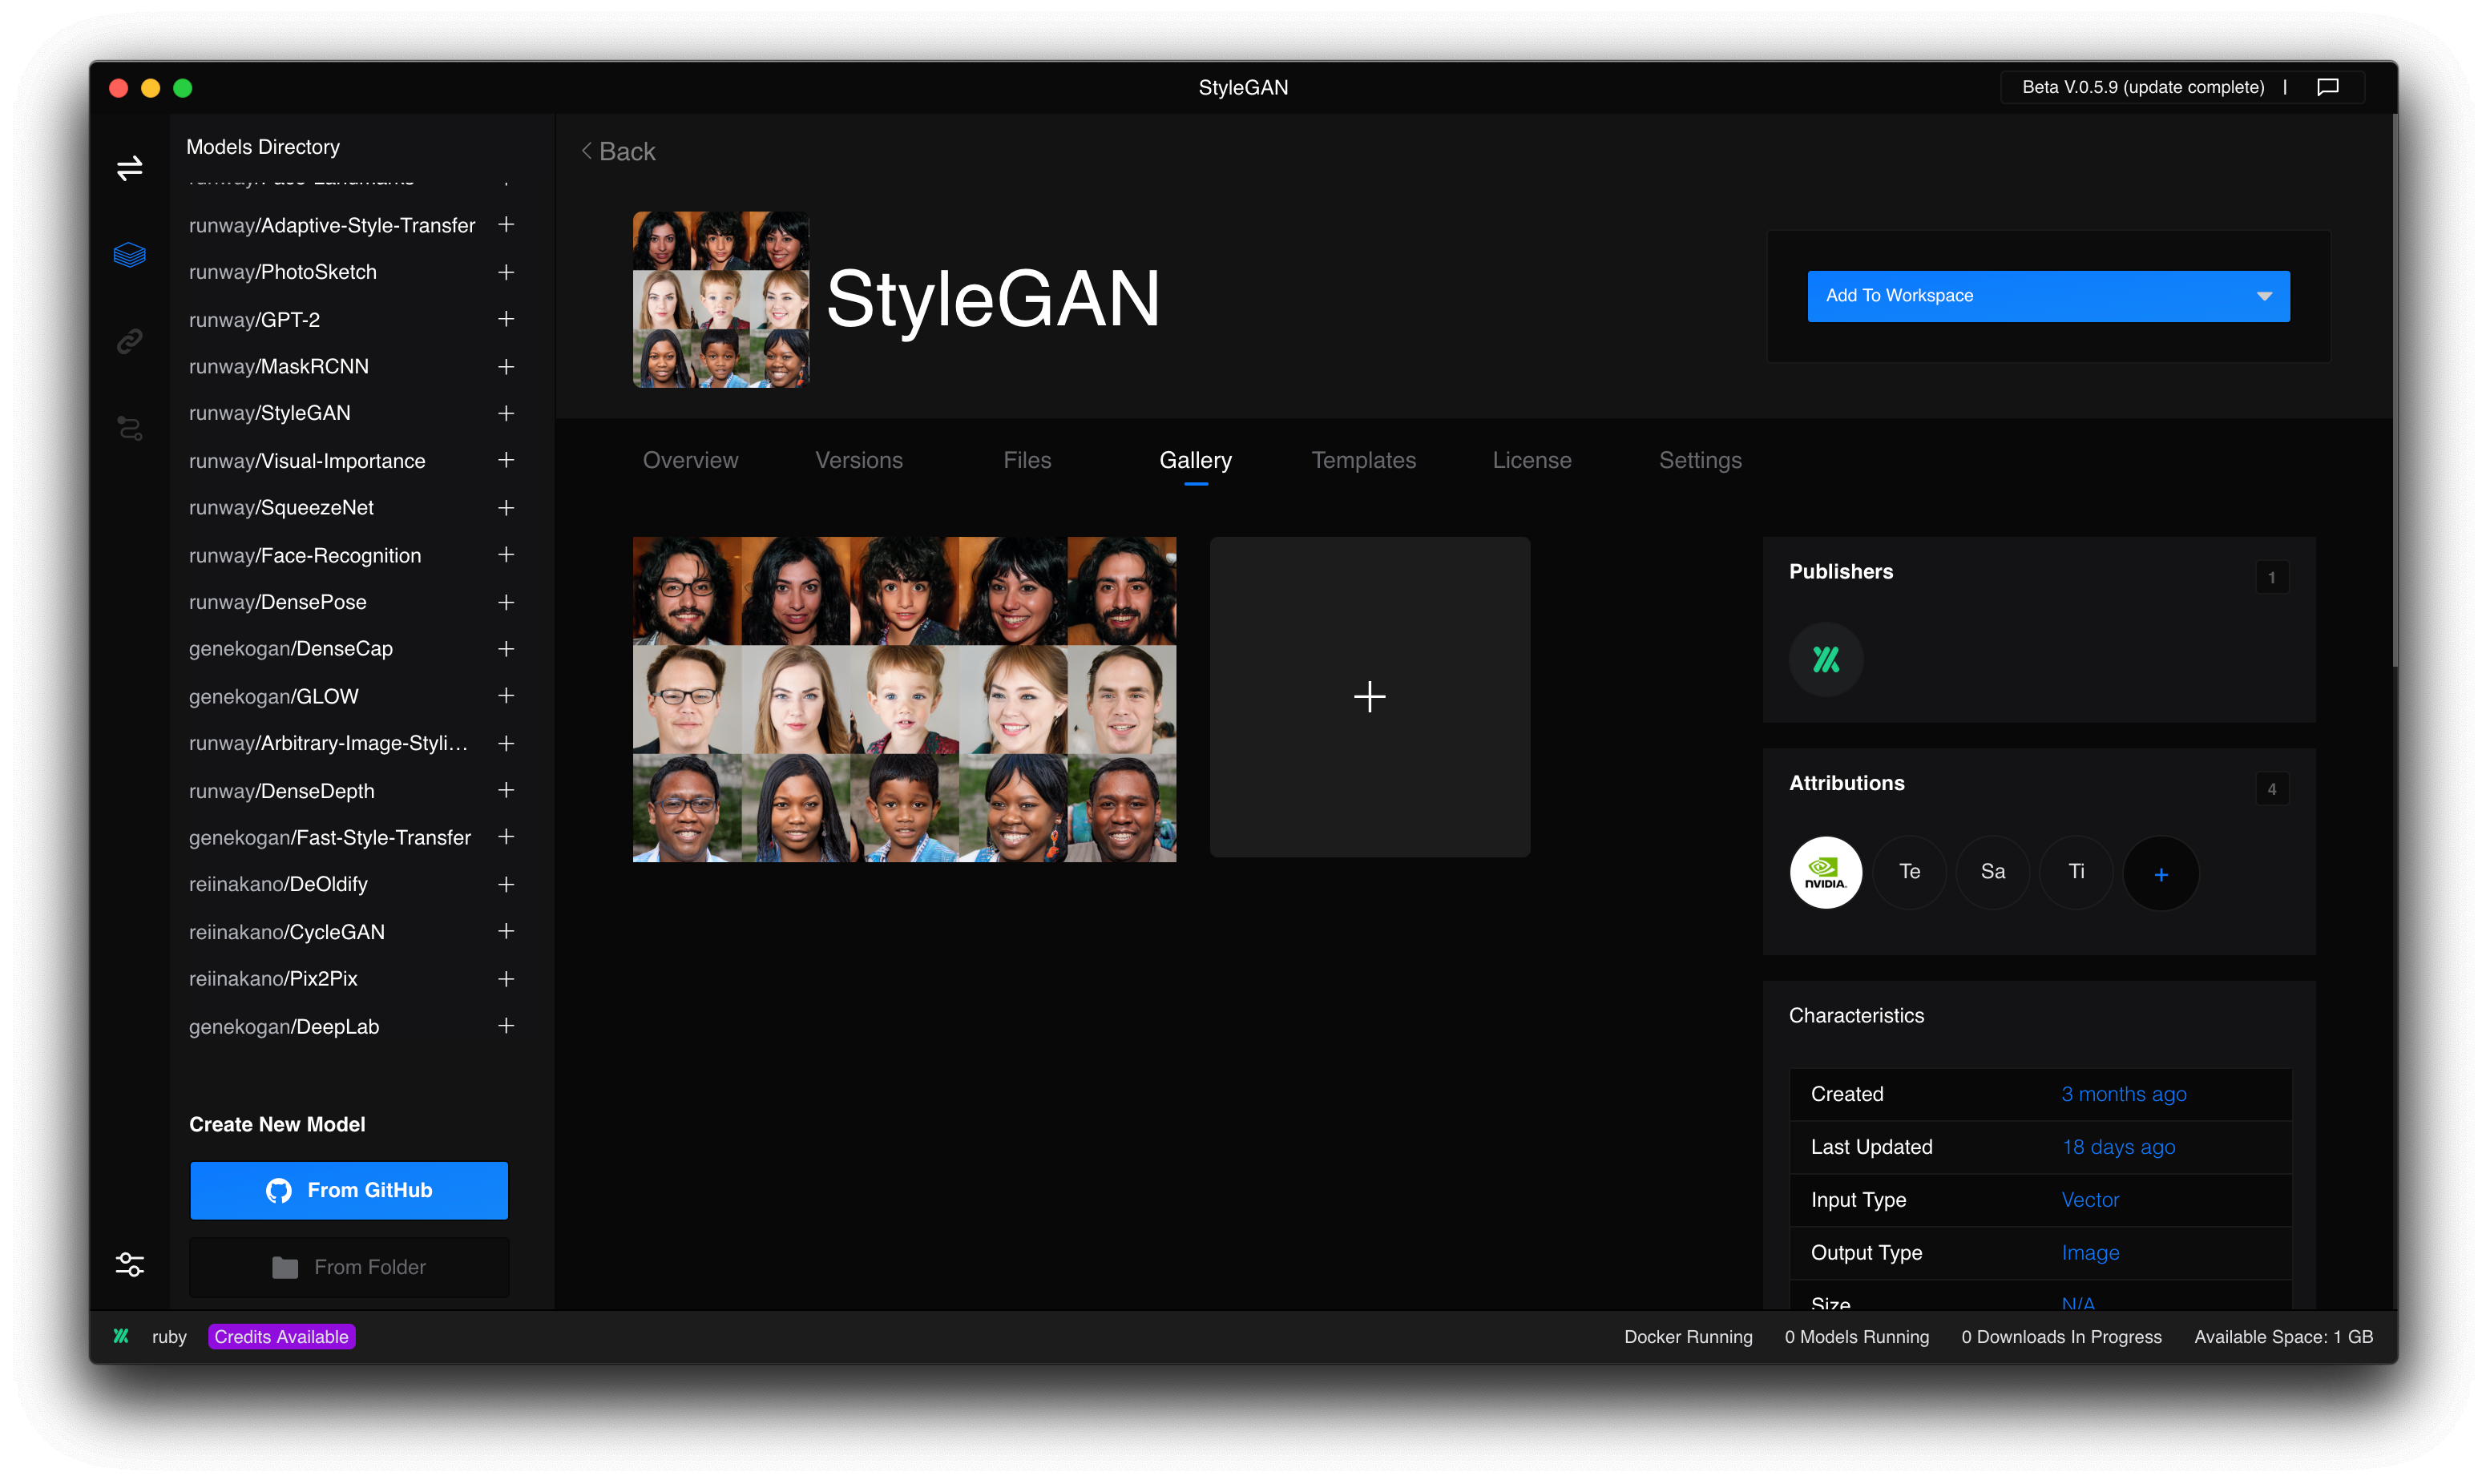 StyleGAN
Beta V.0.5.9 (update complete) |
Models Directory
runway/Face-Landmarks
runway/Adaptive-Style-Transfer +
runway/PhotoSketch +
runway/GPT-2 +
runway/MaskRCNN +
runway/StyleGAN +
runway/Visual-Importance +
runway/SqueezeNet +
runway/Face-Recognition +
runway/DensePose +
genekogan/DenseCap +
genekogan/GLOW +
runway/Arbitrary-Image-Styli... +
runway/DenseDepth +
genekogan/Fast-Style-Transfer +
reiinakano/DeOldify +
reiinakano/CycleGAN +
reiinakano/Pix2Pix +
genekogan/DeepLab +
Create New Model
From GitHub
From Folder
< Back
StyleGAN
Add To Workspace
Overview Versions Files Gallery Templates License Settings
+
Publishers 1
Attributions 4
NVIDIA. Te Sa Ti +
Characteristics
Created 3 months ago
Last Updated 18 days ago
Input Type Vector
Output Type Image
Size N/A
ruby Credits Available
Docker Running 0 Models Running 0 Downloads In Progress Available Space: 1 GB